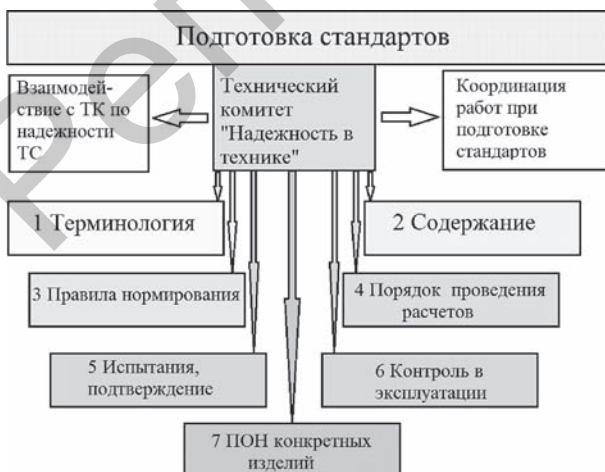 Подготовка стандартов
Взаимодей-
ствие с ТК по
надежности
ТС
Технический
комитет
"Надежность в
технике"
Координация
работ при
подготовке
стандартов
1 Терминология
2 Содержание
3 Правила нормирования
4 Порядок проведения
расчетов
5 Испытания,
подтверждение
6 Контроль в
эксплуатации
7 ПОН конкретных
изделий